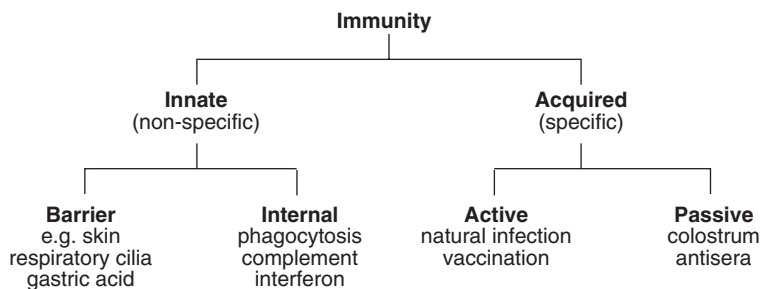 Immunity
Innate
(non-specific)
Acquired
(specific)
Barrier
e.g. skin
respiratory cilia
gastric acid
Internal
phagocytosis
complement
interferon
Active
natural infection
vaccination
Passive
colostrum
antisera